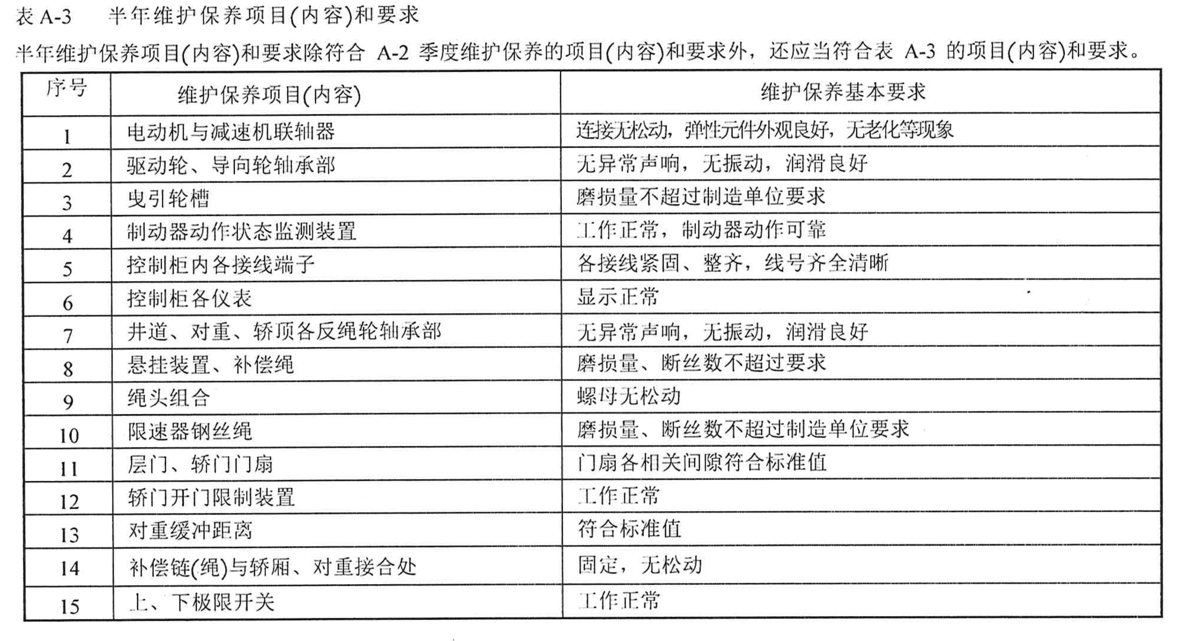 表 A-3 半年维护保养项目(内容)和要求
半年维护保养项目(内容)和要求除符合 A-2 季度维护保养的项目(内容)和要求外，还应当符合表 A-3 的项目(内容)和要求。
序号 维护保养项目(内容) 维护保养基本要求
1 电动机与减速机联轴器 连接无松动，弹性元件外观良好，无老化等现象
2 驱动轮、导向轮轴承部 无异常声响，无振动，润滑良好
3 曳引轮槽 磨损量不超过制造单位要求
4 制动器动作状态监测装置 工作正常，制动器动作可靠
5 控制柜内各接线端子 各接线紧固、整齐，线号齐全清晰
6 控制柜各仪表 显示正常
7 井道、对重、轿顶各反绳轮轴承部 无异常声响，无振动，润滑良好
8 悬挂装置、补偿绳 磨损量、断丝数不超过要求
9 绳头组合 螺母无松动
10 限速器钢丝绳 磨损量、断丝数不超过制造单位要求
11 层门、轿门门扇 门扇各相关间隙符合标准值
12 轿门开门限制装置 工作正常
13 对重缓冲距离 符合标准值
14 补偿链(绳)与轿厢、对重接合处 固定，无松动
15 上、下极限开关 工作正常